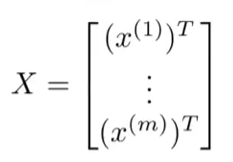 (x^{(1)})^T
X = ⋮
(x^{(m)})^T